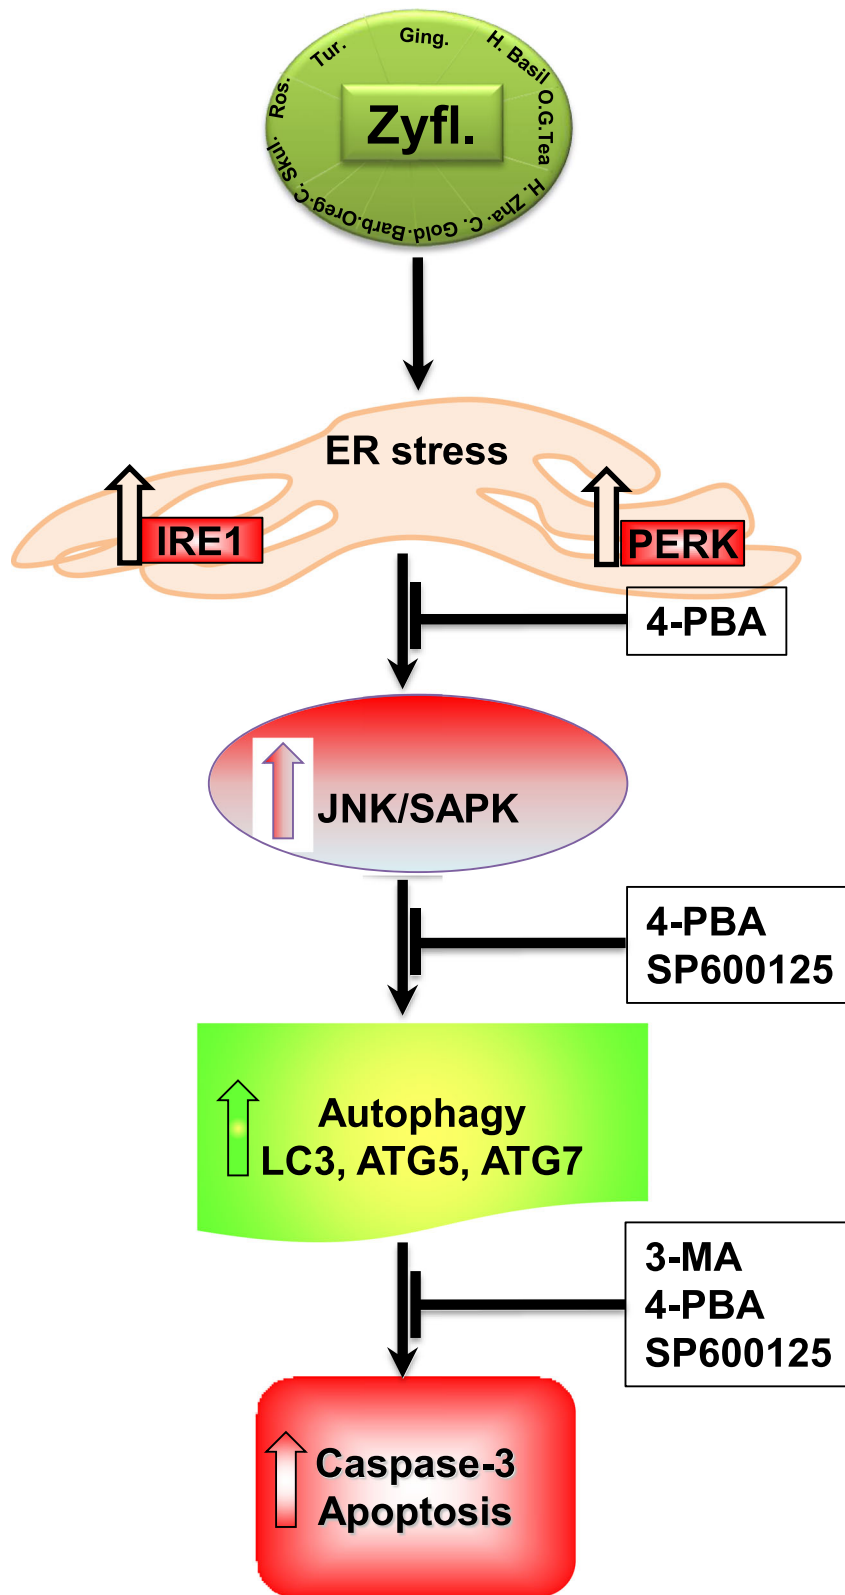 Ros.
Tur.
Ging.
H. Basil
O.G.Tea
H. Zha.
C. Gold.
Barb.
Oreg.
C. Skul.
Zyfl.
ER stress
IRE1
PERK
4-PBA
JNK/SAPK
4-PBA
SP600125
Autophagy
LC3, ATG5, ATG7
3-MA
4-PBA
SP600125
Caspase-3
Apoptosis